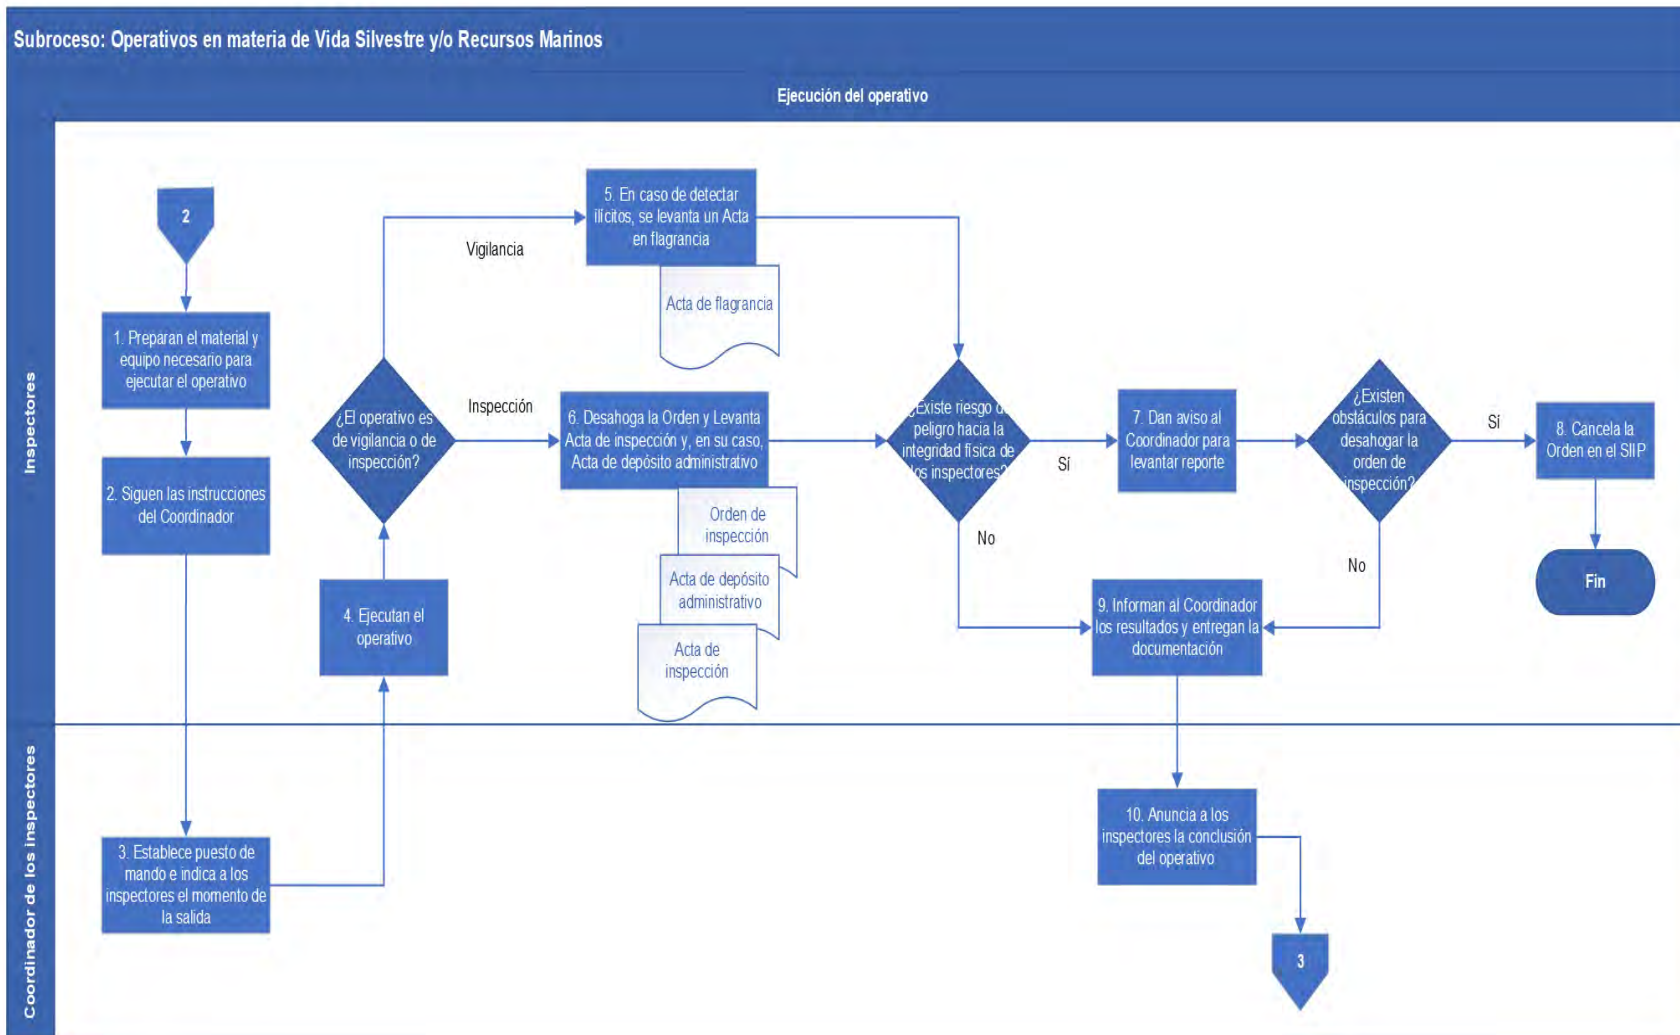 Subroceso: Operativos en materia de Vida Silvestre y/o Recursos Marinos
Ejecución del operativo
Inspectores
2
1. Preparan el material y
equipo necesario para
ejecutar el operativo
2. Siguen las instrucciones
del Coordinador
4. Ejecutan el
operativo
¿El operativo es
de vigilancia o de
inspección?
Vigilancia
5. En caso de detectar
ilícitos, se levanta un Acta
en flagrancia
Acta de flagrancia
Inspección
6. Desahoga la Orden y Levanta
Acta de inspección y, en su caso,
Acta de depósito administrativo
Orden de
inspección
Acta de depósito
administrativo
Acta de
inspección
¿Existe riesgo de
peligro hacia la
integridad física de
los inspectores?
Sí
No
7. Dan aviso al
Coordinador para
levantar reporte
¿Existen
obstáculos para
desahogar la
orden de
inspección?
Sí
No
8. Cancela la
Orden en el SIIP
Fin
9. Informan al Coordinador
los resultados y entregan la
documentación
Coordinador de los inspectores
3. Establece puesto de
mando e indica a los
inspectores el momento de
la salida
10. Anuncia a los
inspectores la conclusión
del operativo
3